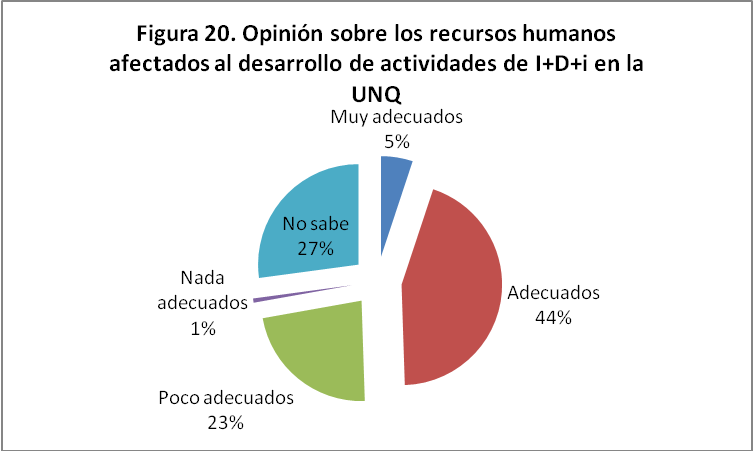 Figura 20. Opinión sobre los recursos humanos
afectados al desarrollo de actividades de I+D+i en la
UNQ
Muy adecuados
5%
Adecuados
44%
Poco adecuados
23%
Nada
adecuados
1%
No sabe
27%